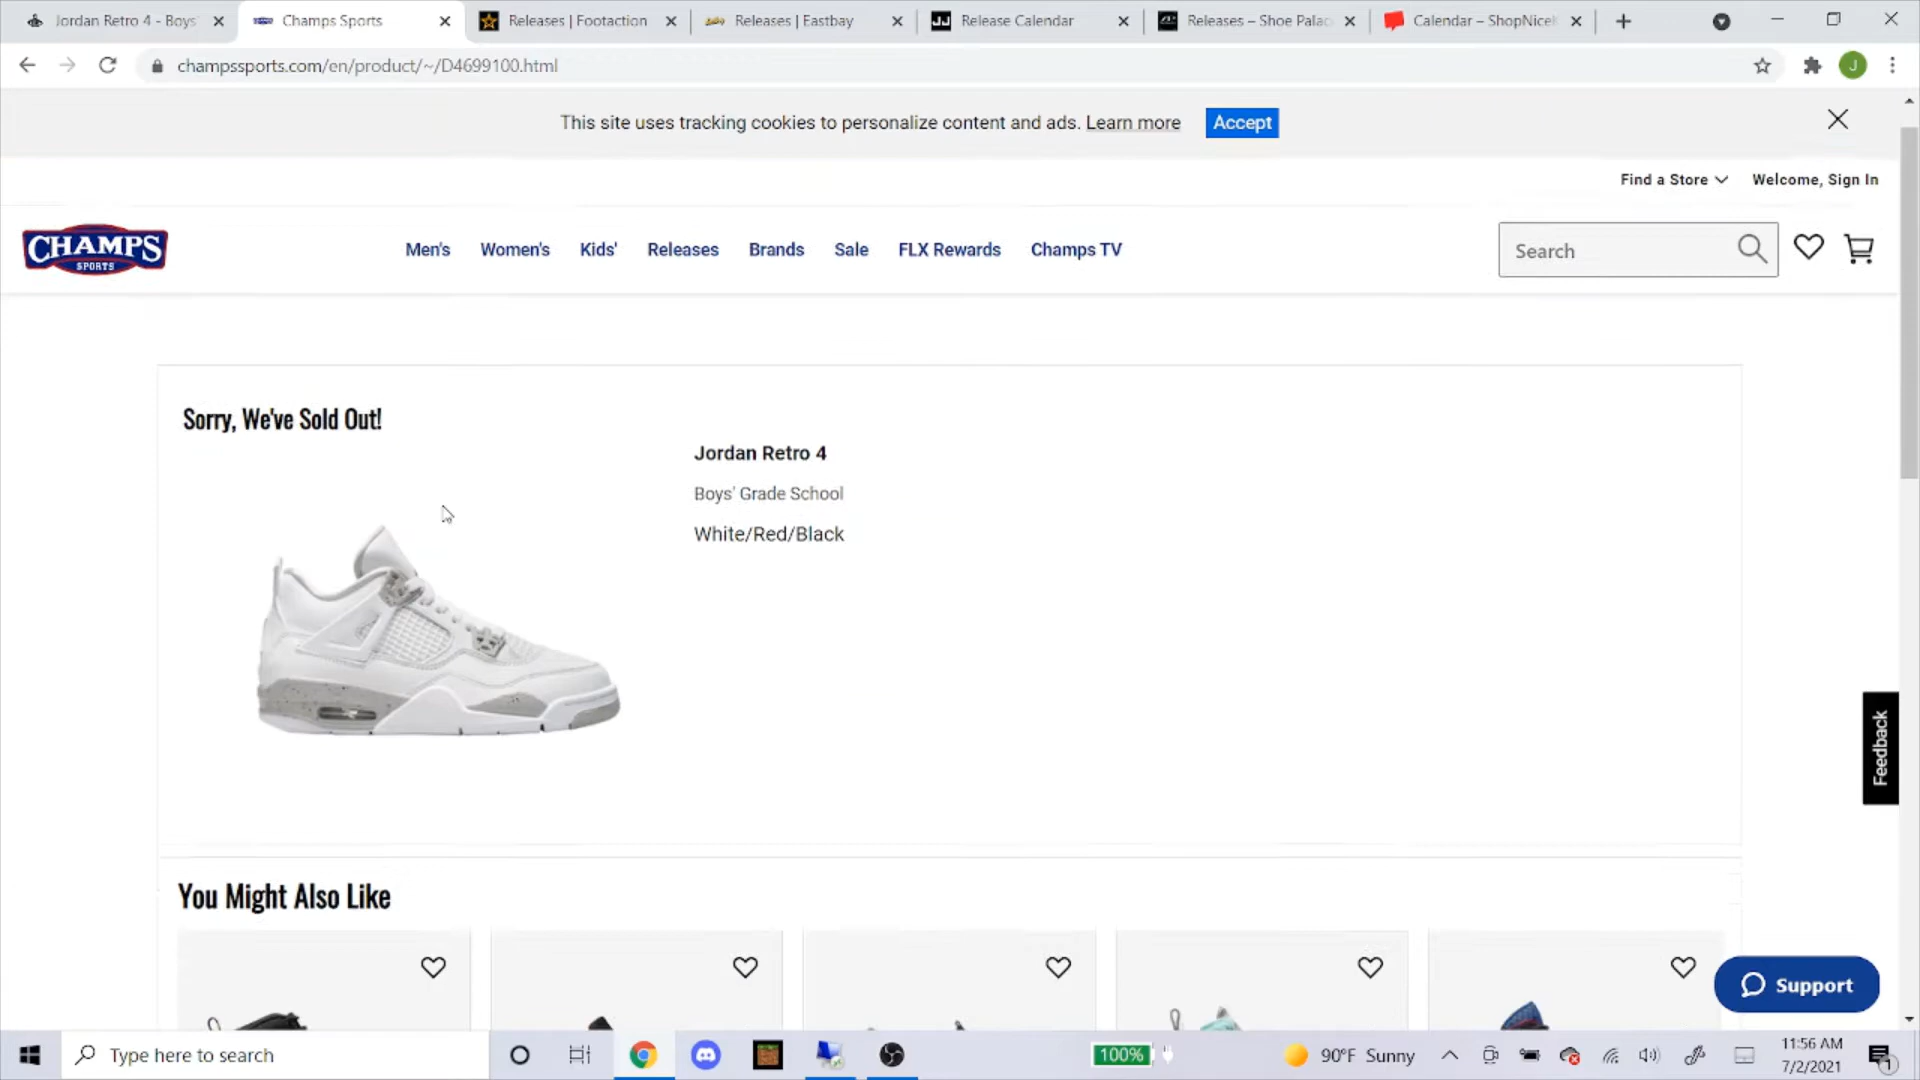 Jordan Retro 4 - Boys'
Champs Sports
Releases | Footaction
Releases | Eastbay
Release Calendar
Releases – Shoe Palac
Calendar – ShopNiceK
champssports.com/en/product/~/D4699100.html
J
This site uses tracking cookies to personalize content and ads. Learn more
Accept
Find a Store
Welcome, Sign In
CHAMPS
SPORTS
Men's
Women's
Kids'
Releases
Brands
Sale
FLX Rewards
Champs TV
Search
Sorry, We've Sold Out!
Jordan Retro 4
Boys' Grade School
White/Red/Black
Feedback
You Might Also Like
Support
Type here to search
100%
90°F Sunny
11:56 AM
7/2/2021
1